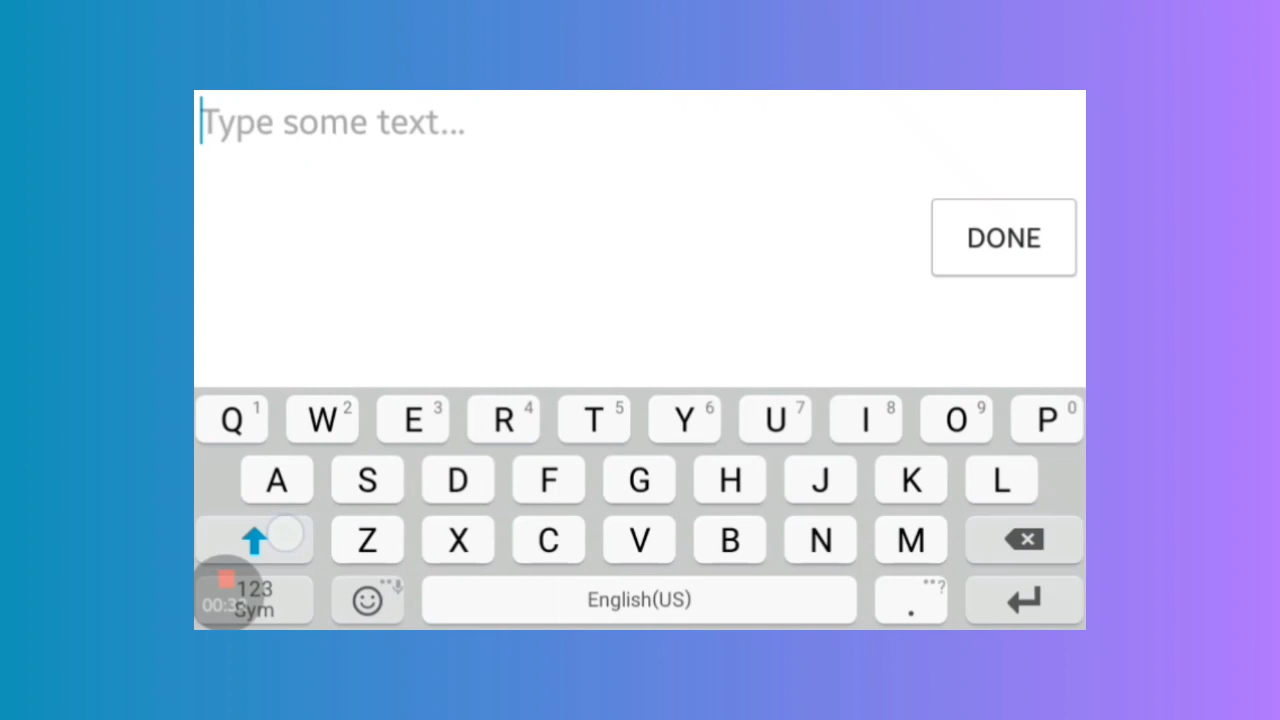 Type some text...
DONE
Q 1 W 2 E 3 R 4 T 5 Y 6 U 7 I 8 O 9 P 0
A S D F G H J K L
Z X C V B N M
123
Sym
English(US)
. ?